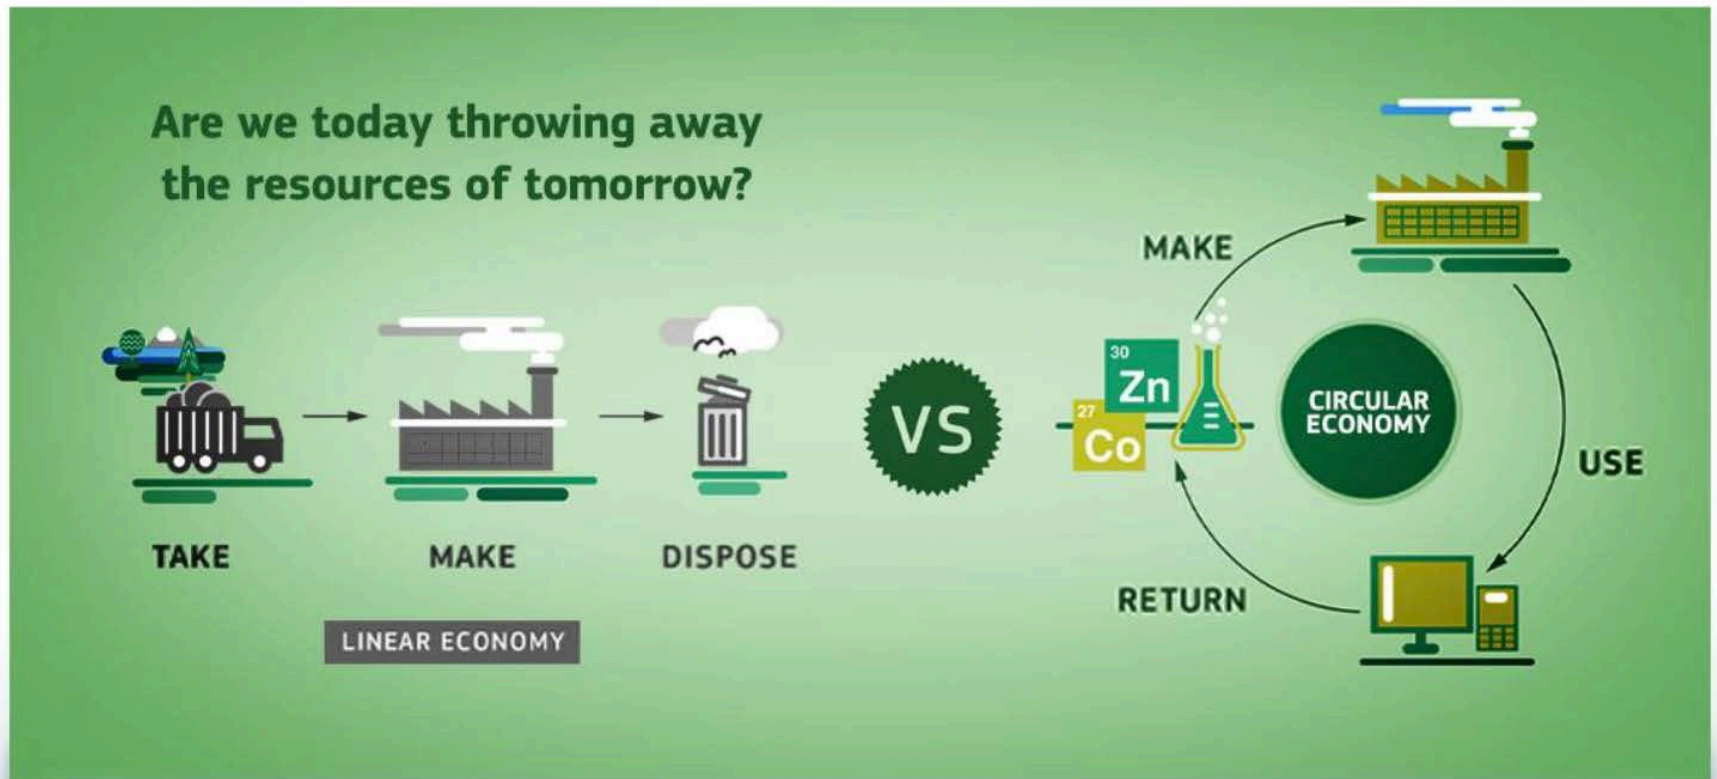 Are we today throwing away
the resources of tomorrow?
TAKE
MAKE
DISPOSE
LINEAR ECONOMY
VS
MAKE
30
Zn
27
Co
CIRCULAR
ECONOMY
USE
RETURN